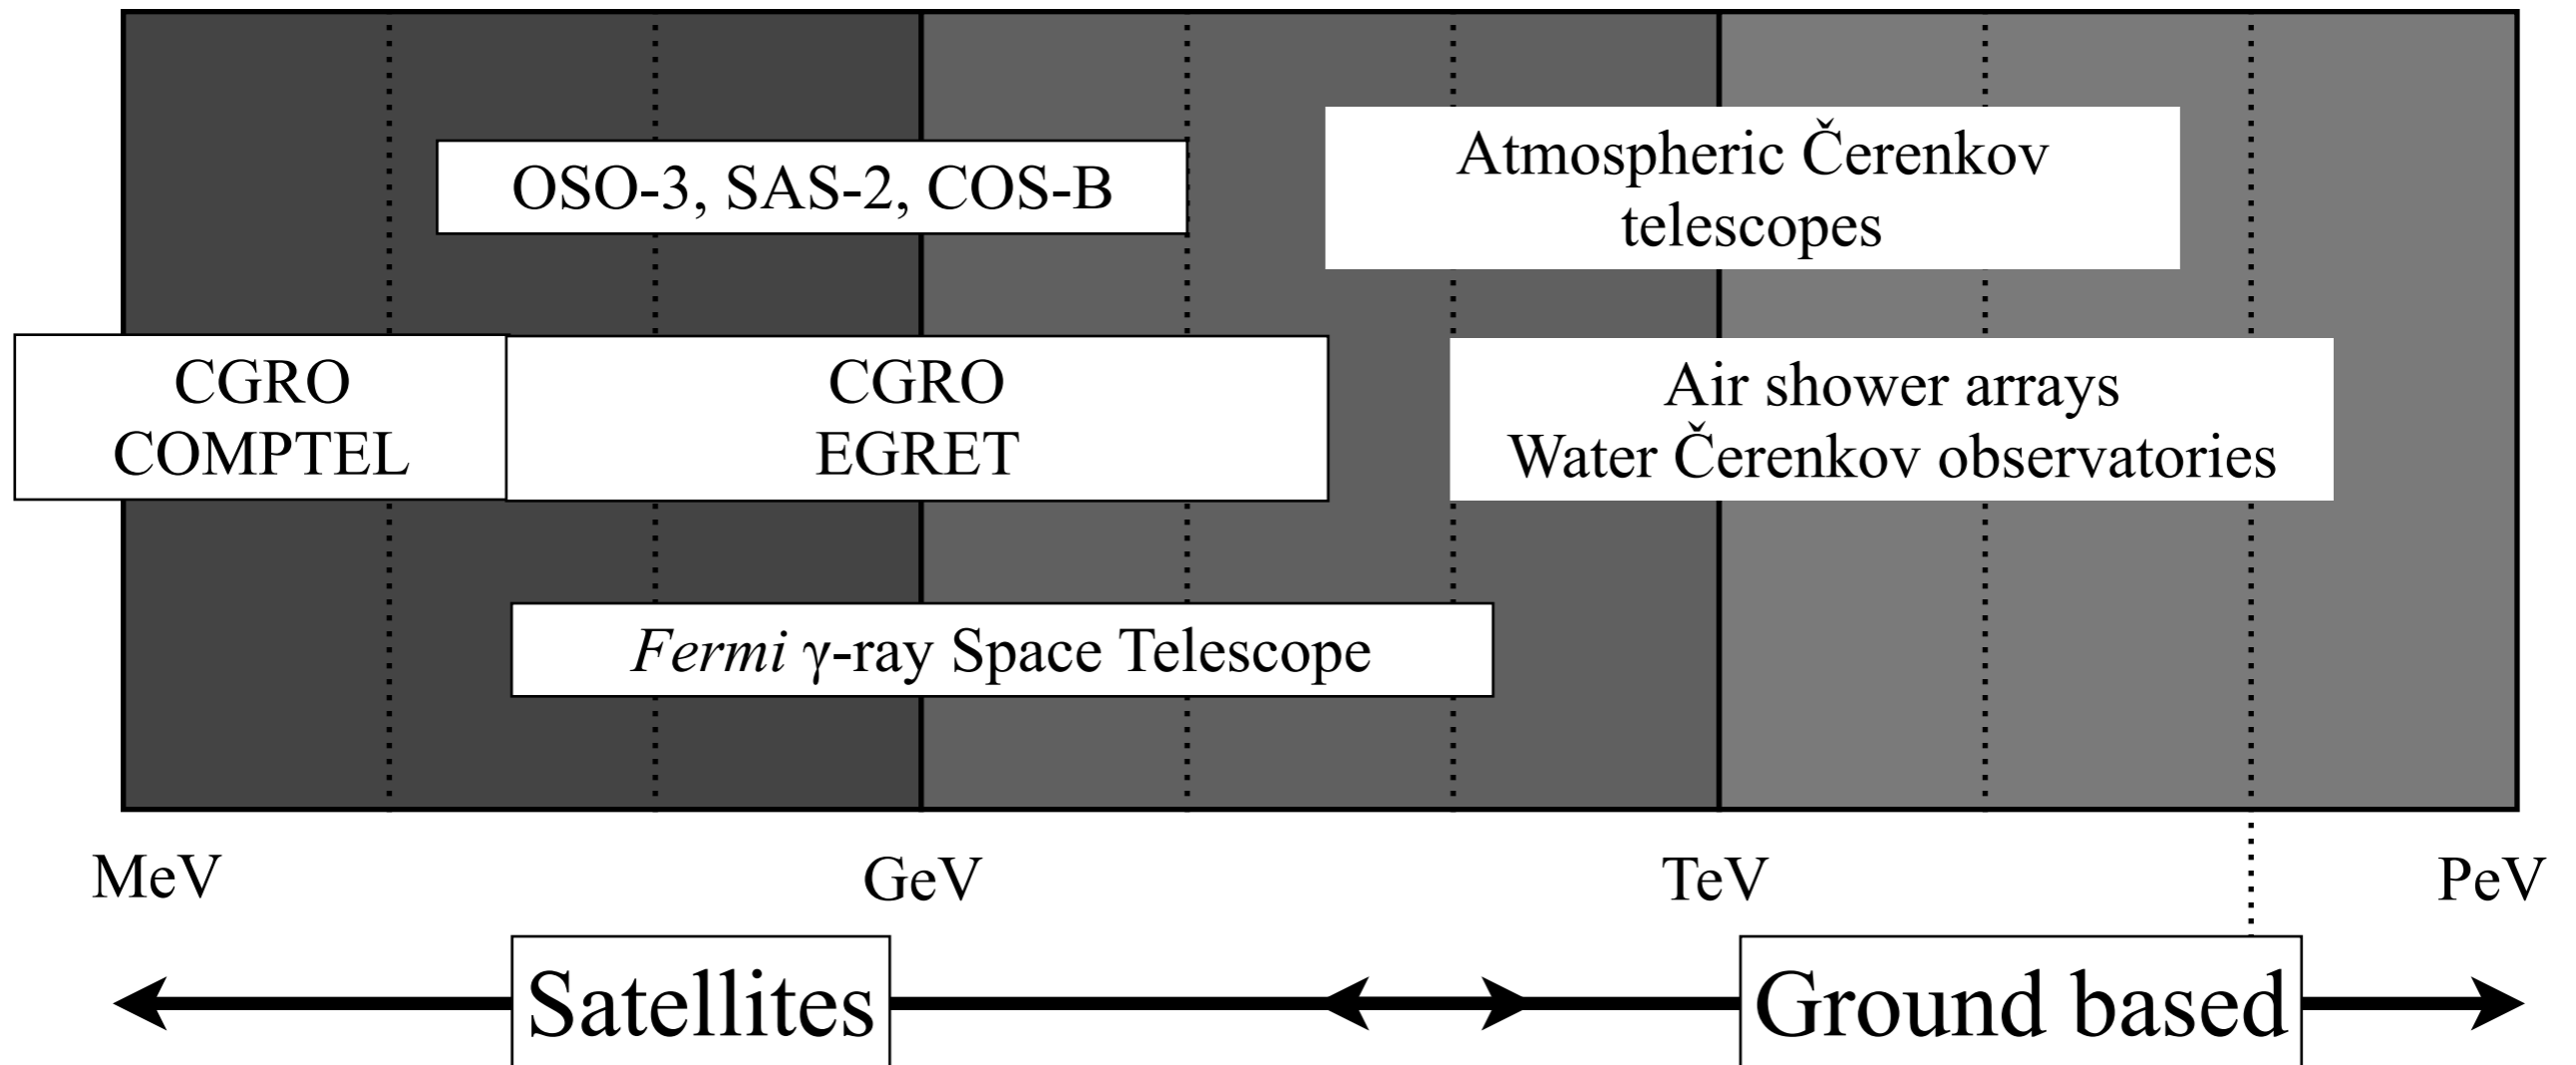 OSO-3, SAS-2, COS-B
Atmospheric Čerenkov
telescopes
CGRO
COMPTEL
CGRO
EGRET
Air shower arrays
Water Čerenkov observatories
Fermi γ-ray Space Telescope
MeV
GeV
TeV
PeV
Satellites
Ground based